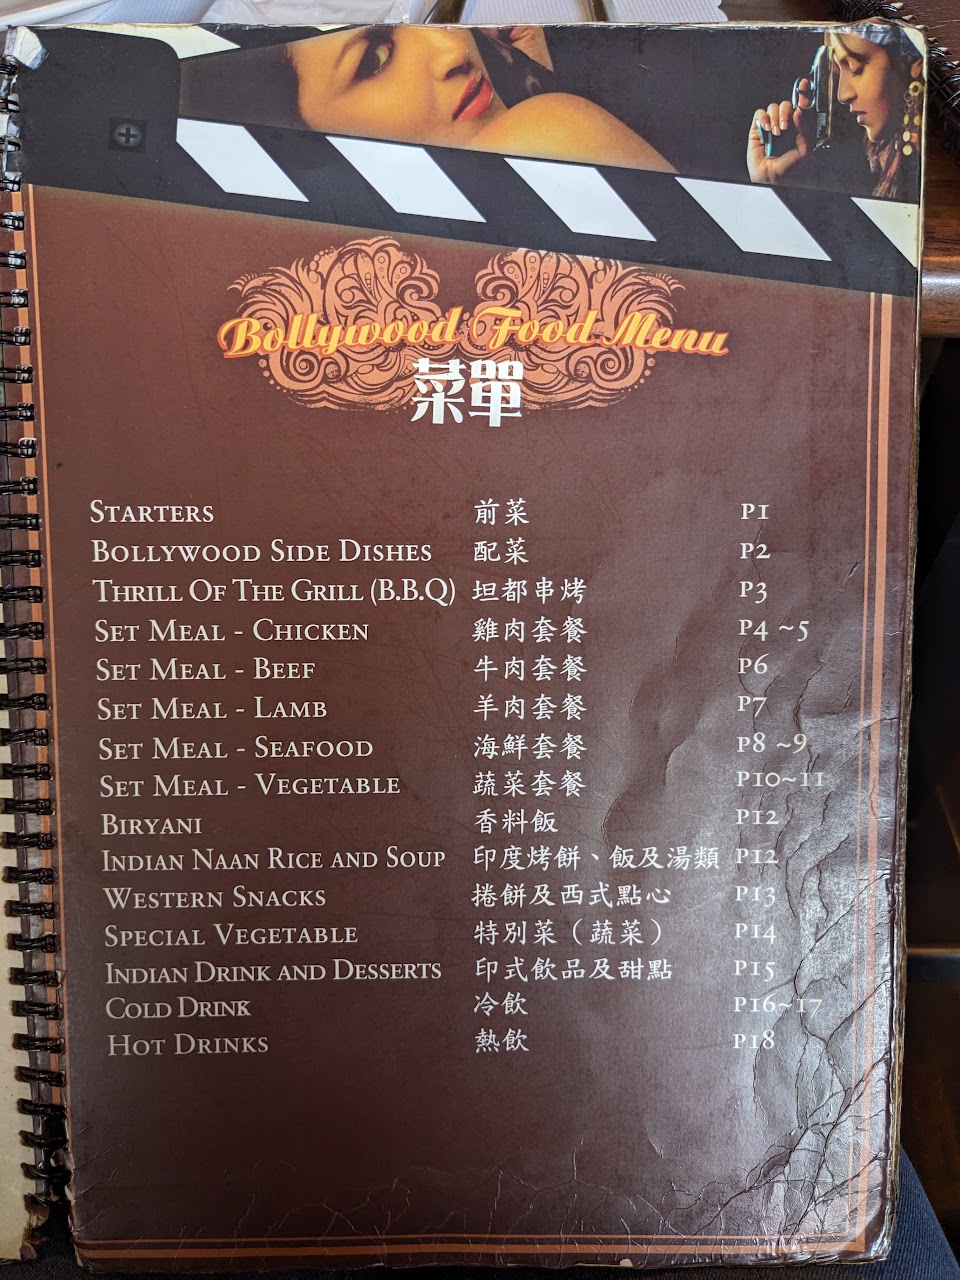 Bollywood Food Menu
菜單
STARTERS 前菜 P1
BOLLYWOOD SIDE DISHES 配菜 P2
THRILL OF THE GRILL (B.B.Q) 坦都串烤 P3
SET MEAL - CHICKEN 雞肉套餐 P4 ~5
SET MEAL - BEEF 牛肉套餐 P6
SET MEAL - LAMB 羊肉套餐 P7
SET MEAL - SEAFOOD 海鮮套餐 P8 ~9
SET MEAL - VEGETABLE 蔬菜套餐 P10~11
BIRYANI 香料飯 P12
INDIAN NAAN RICE AND SOUP 印度烤餅、飯及湯類 P12
WESTERN SNACKS 捲餅及西式點心 P13
SPECIAL VEGETABLE 特別菜（蔬菜） P14
INDIAN DRINK AND DESSERTS 印式飲品及甜點 P15
COLD DRINK 冷飲 P16~17
HOT DRINKS 熱飲 P18